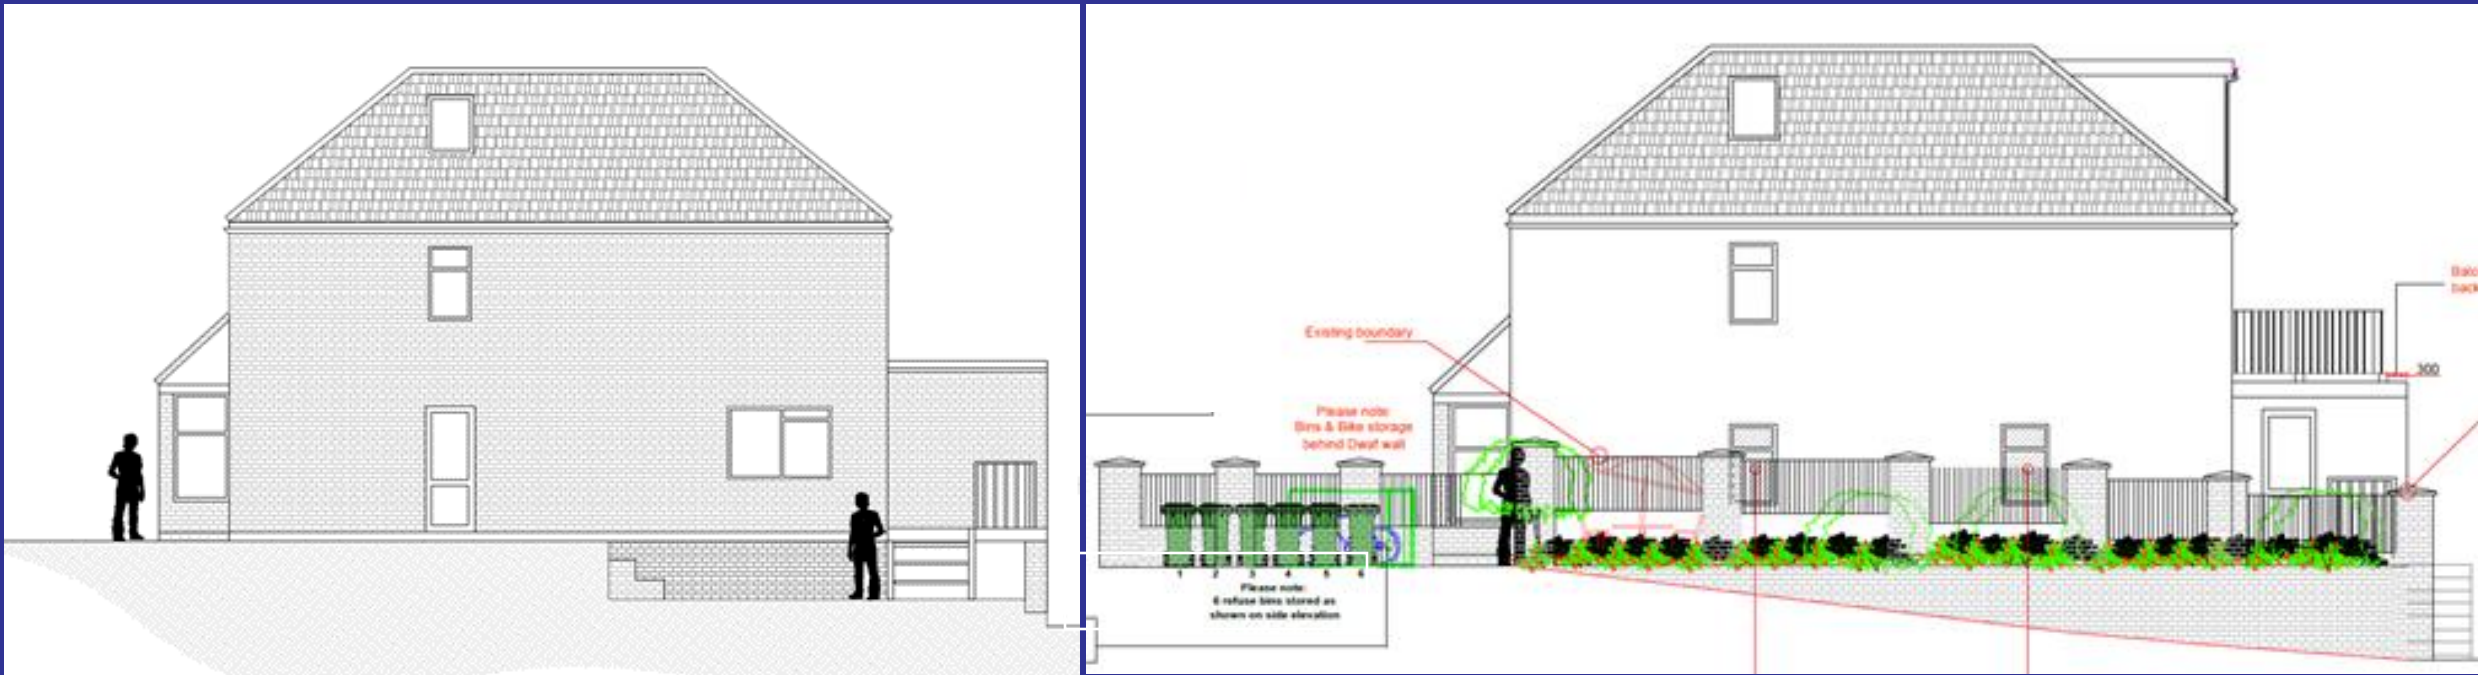 Existing boundary
Please note:
Bins & Bike storage
behind Dwaf wall
300
1 2 3 4 5 6
Please note:
6 refuse bins stored as
shown on side elevation